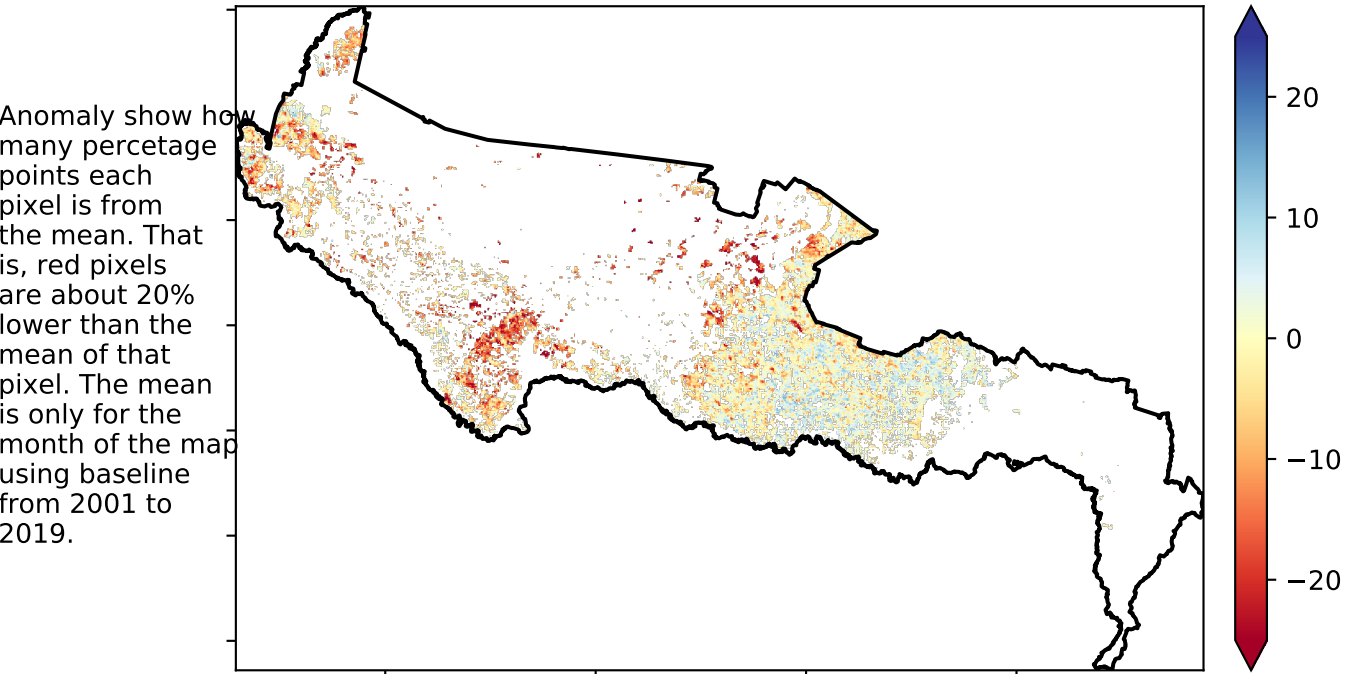 Anomaly show how
many percetage
points each
pixel is from
the mean. That
is, red pixels
are about 20%
lower than the
mean of that
pixel. The mean
is only for the
month of the map
using baseline
from 2001 to
2019.
20
10
0
−10
−20